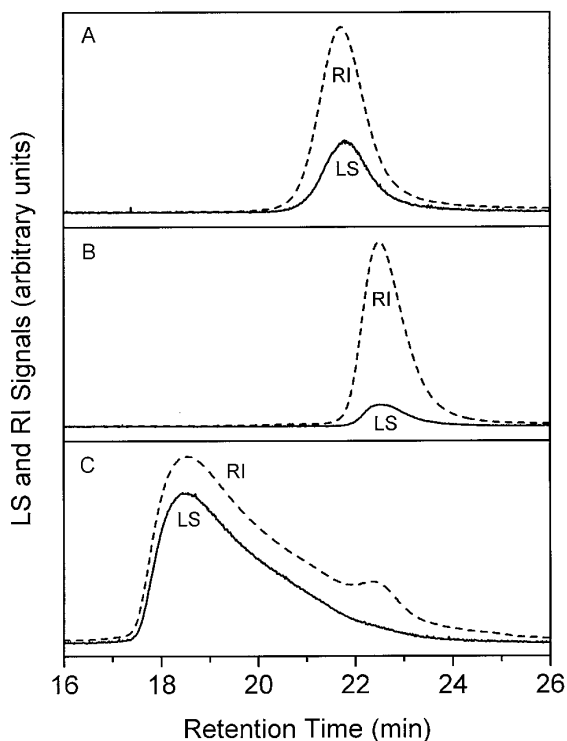 LS and RI Signals (arbitrary units)
A
RI
LS
B
RI
LS
C
RI
LS
16 18 20 22 24 26
Retention Time (min)